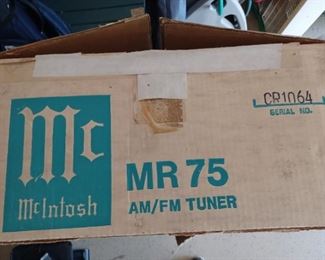 Mc
McIntosh
MR 75
AM/FM TUNER
CR1064
SERIAL NO.